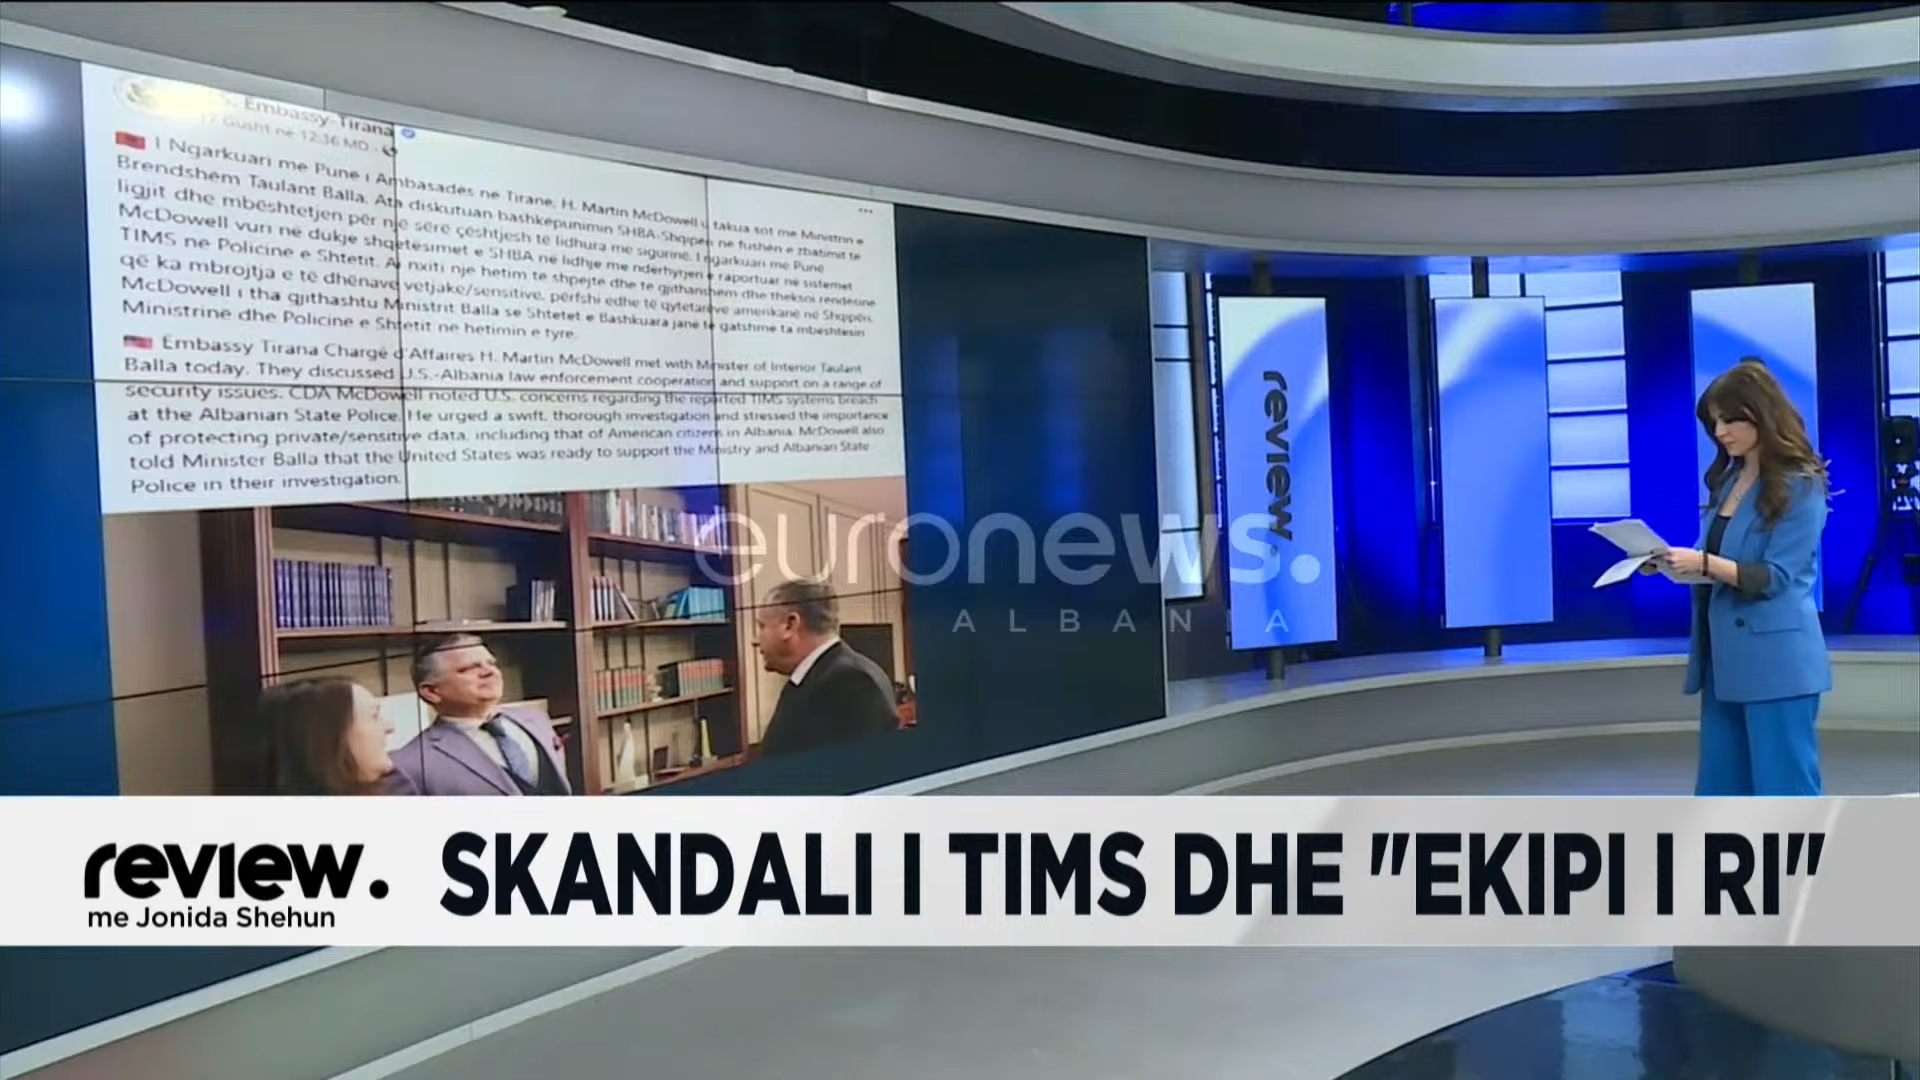 S. Embassy-Tirana
17 Gusht në 12:36 MD
I Ngarkuari me Pune i Ambasadës në Tiranë, H. Martin McDowell u takua sot me Ministrin e
Brendshëm Taulant Balla. Ata diskutuan bashkëpunimin SHBA-Shqipëri në fushën e zbatimit të
ligjit dhe mbështetjen për një sërë çështjesh të lidhura me sigurinë. I ngarkuari me Punë
McDowell vuri në dukje shqetësimet e SHBA në lidhje me ndërhyrjen e raportuar në sistemet
TIMS në Policinë e Shtetit. Ai nxiti një hetim të shpejtë dhe të gjithanshëm dhe theksoi rëndësinë
që ka mbrojtja e të dhënave vetjake/sensitive, përfshi edhe të qytetarëve amerikanë në Shqipëri.
McDowell i tha gjithashtu Ministrit Balla se Shtetet e Bashkuara janë të gatshme ta mbështesin
Ministrinë dhe Policinë e Shtetit në hetimin e tyre.
Embassy Tirana Chargé d'Affaires H. Martin McDowell met with Minister of Interior Taulant
Balla today. They discussed U.S.-Albania law enforcement cooperation and support on a range of
security issues. CDA McDowell noted U.S. concerns regarding the reported TIMS systems breach
at the Albanian State Police. He urged a swift, thorough investigation and stressed the importance
of protecting private/sensitive data, including that of American citizens in Albania. McDowell also
told Minister Balla that the United States was ready to support the Ministry and Albanian State
Police in their investigation.
review.
euronews.
ALBANIA
review.
me Jonida Shehun
SKANDALI I TIMS DHE "EKIPI I RI"